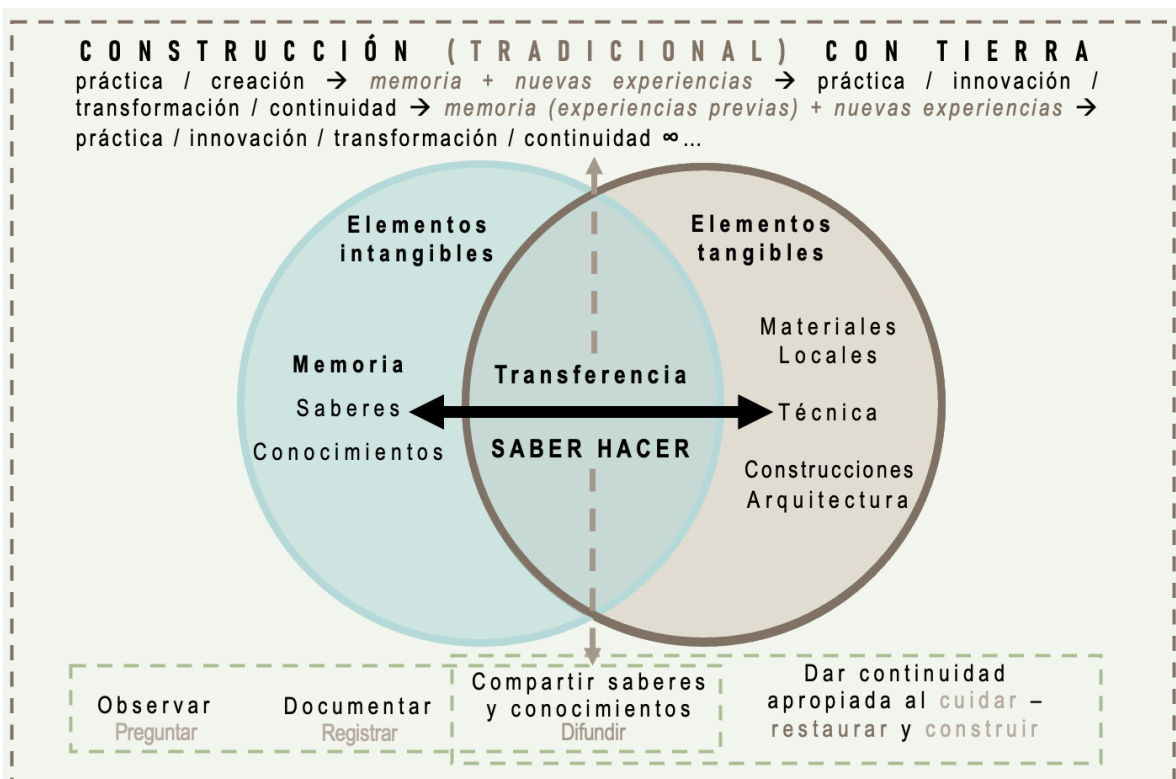 CONSTRUCCIÓN (TRADICIONAL) CON TIERRA
práctica / creación → memoria + nuevas experiencias → práctica / innovación /
transformación / continuidad → memoria (experiencias previas) + nuevas experiencias →
práctica / innovación / transformación / continuidad ∞ ...
Elementos
intangibles
Memoria
Saberes
Conocimientos
Transferencia
SABER HACER
Elementos
tangibles
Materiales
Locales
Técnica
Construcciones
Arquitectura
Observar
Preguntar
Documentar
Registrar
Compartir saberes
y conocimientos
Difundir
Dar continuidad
apropiada al cuidar –
restaurar y construir